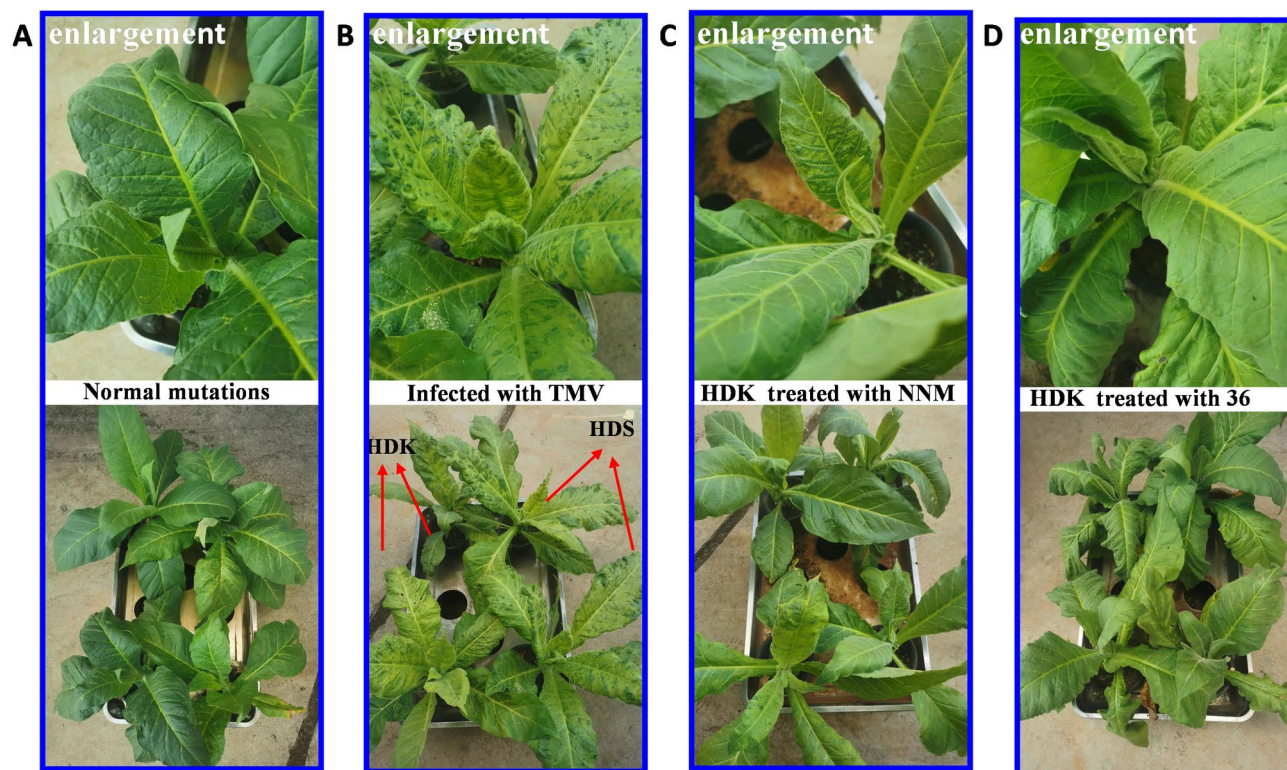 A
enlargement
B
enlargement
C
enlargement
D
enlargement
Normal mutations
Infected with TMV
HDK treated with NNM
HDK treated with 36
HDK
HDS